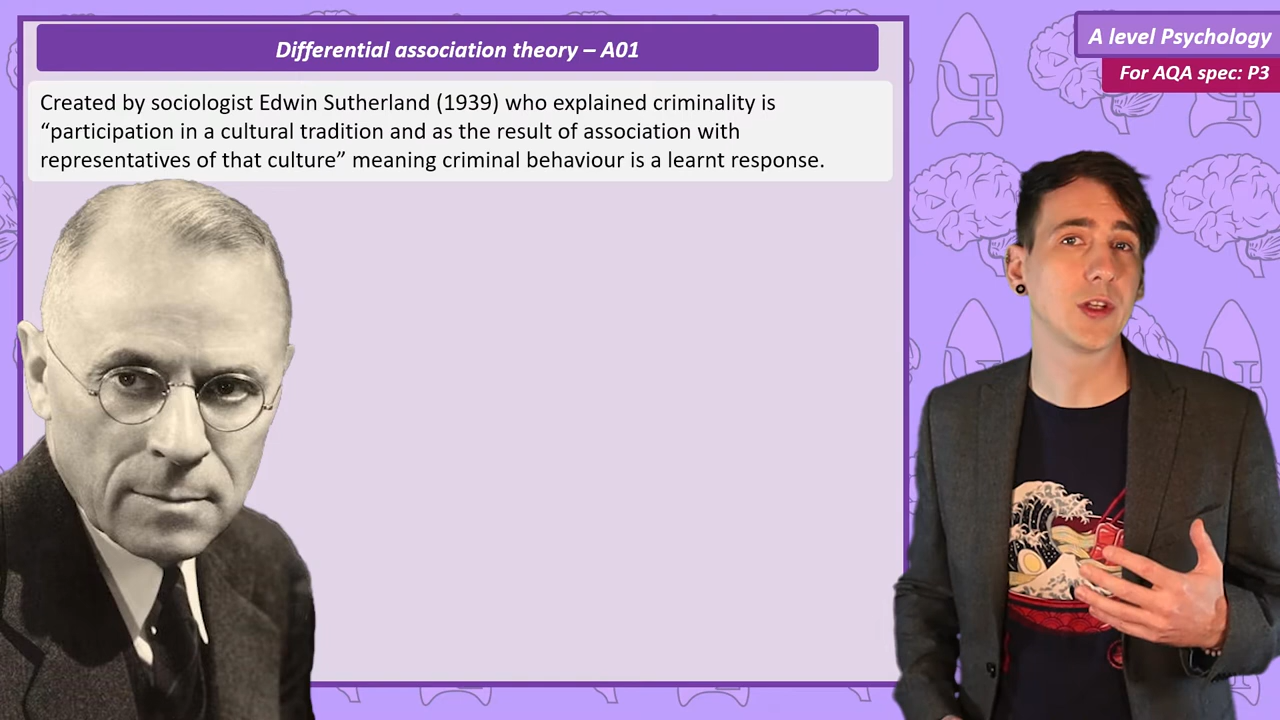 Differential association theory – A01
A level Psychology
For AQA spec: P3
Created by sociologist Edwin Sutherland (1939) who explained criminality is
“participation in a cultural tradition and as the result of association with
representatives of that culture” meaning criminal behaviour is a learnt response.